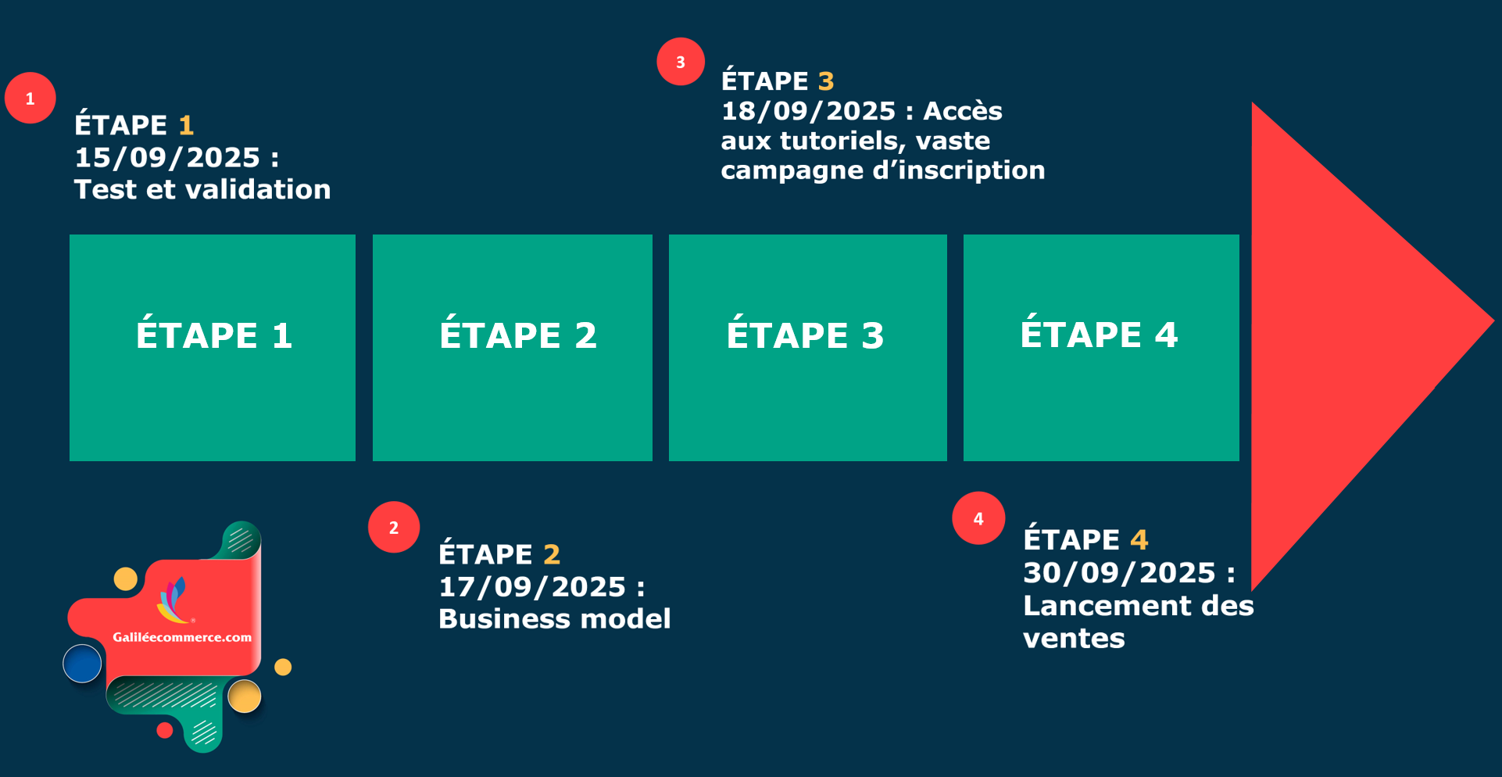 1
ÉTAPE 1
15/09/2025 :
Test et validation
3
ÉTAPE 3
18/09/2025 : Accès
aux tutoriels, vaste
campagne d’inscription
ÉTAPE 1
ÉTAPE 2
ÉTAPE 3
ÉTAPE 4
2
ÉTAPE 2
17/09/2025 :
Business model
4
ÉTAPE 4
30/09/2025 :
Lancement des
ventes
®
Galiléecommerce.com